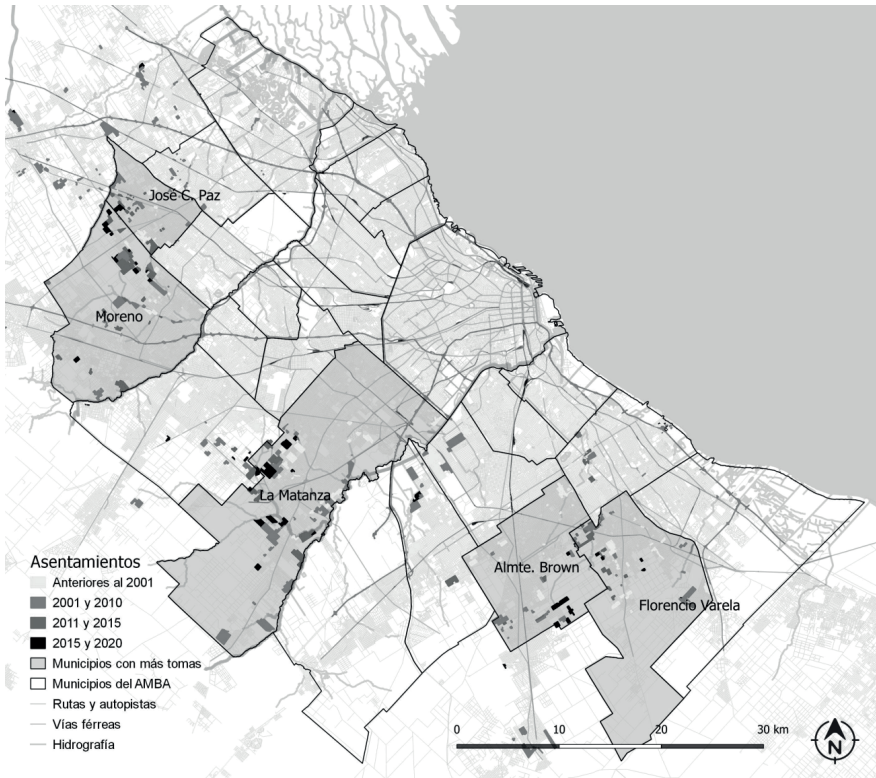 José C. Paz
Moreno
La Matanza
Almte. Brown
Florencio Varela
Asentamientos
Anteriores al 2001
2001 y 2010
2011 y 2015
2015 y 2020
Municipios con más tomas
Municipios del AMBA
Rutas y autopistas
Vías férreas
Hidrografía
0 10 20 30 km
N